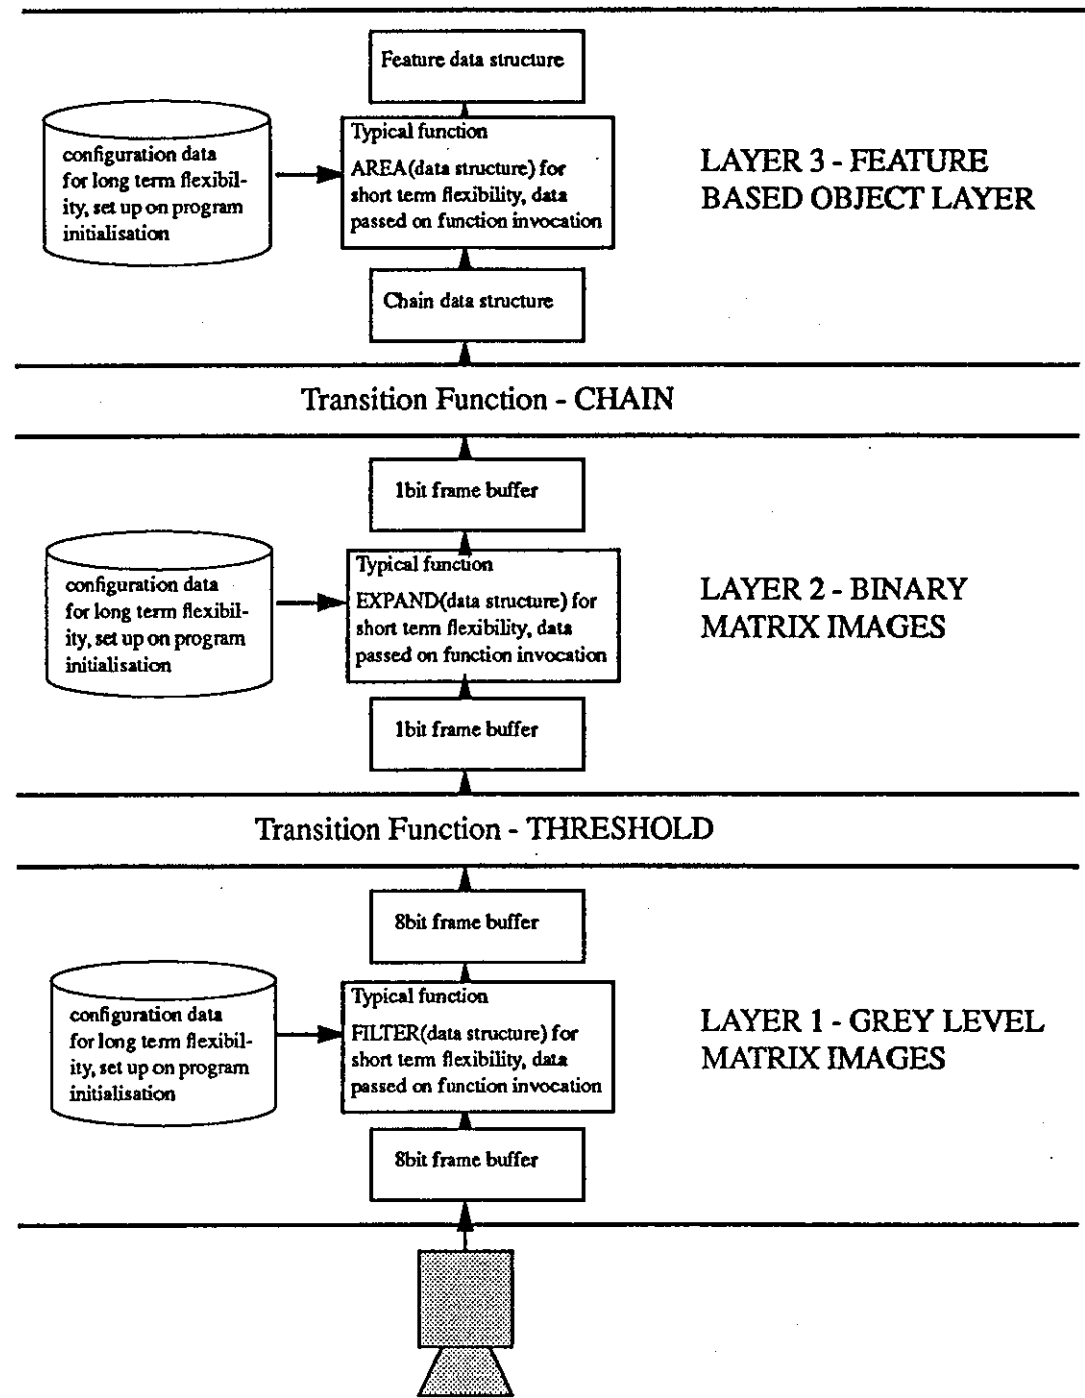 Feature data structure
configuration data
for long term flexibil-
ity, set up on program
initialisation
Typical function
AREA(data structure) for
short term flexibility, data
passed on function invocation
LAYER 3 - FEATURE
BASED OBJECT LAYER
Chain data structure
Transition Function - CHAIN
1bit frame buffer
configuration data
for long term flexibil-
ity, set up on program
initialisation
Typical function
EXPAND(data structure) for
short term flexibility, data
passed on function invocation
LAYER 2 - BINARY
MATRIX IMAGES
1bit frame buffer
Transition Function - THRESHOLD
8bit frame buffer
configuration data
for long term flexibil-
ity, set up on program
initialisation
Typical function
FILTER(data structure) for
short term flexibility, data
passed on function invocation
LAYER 1 - GREY LEVEL
MATRIX IMAGES
8bit frame buffer